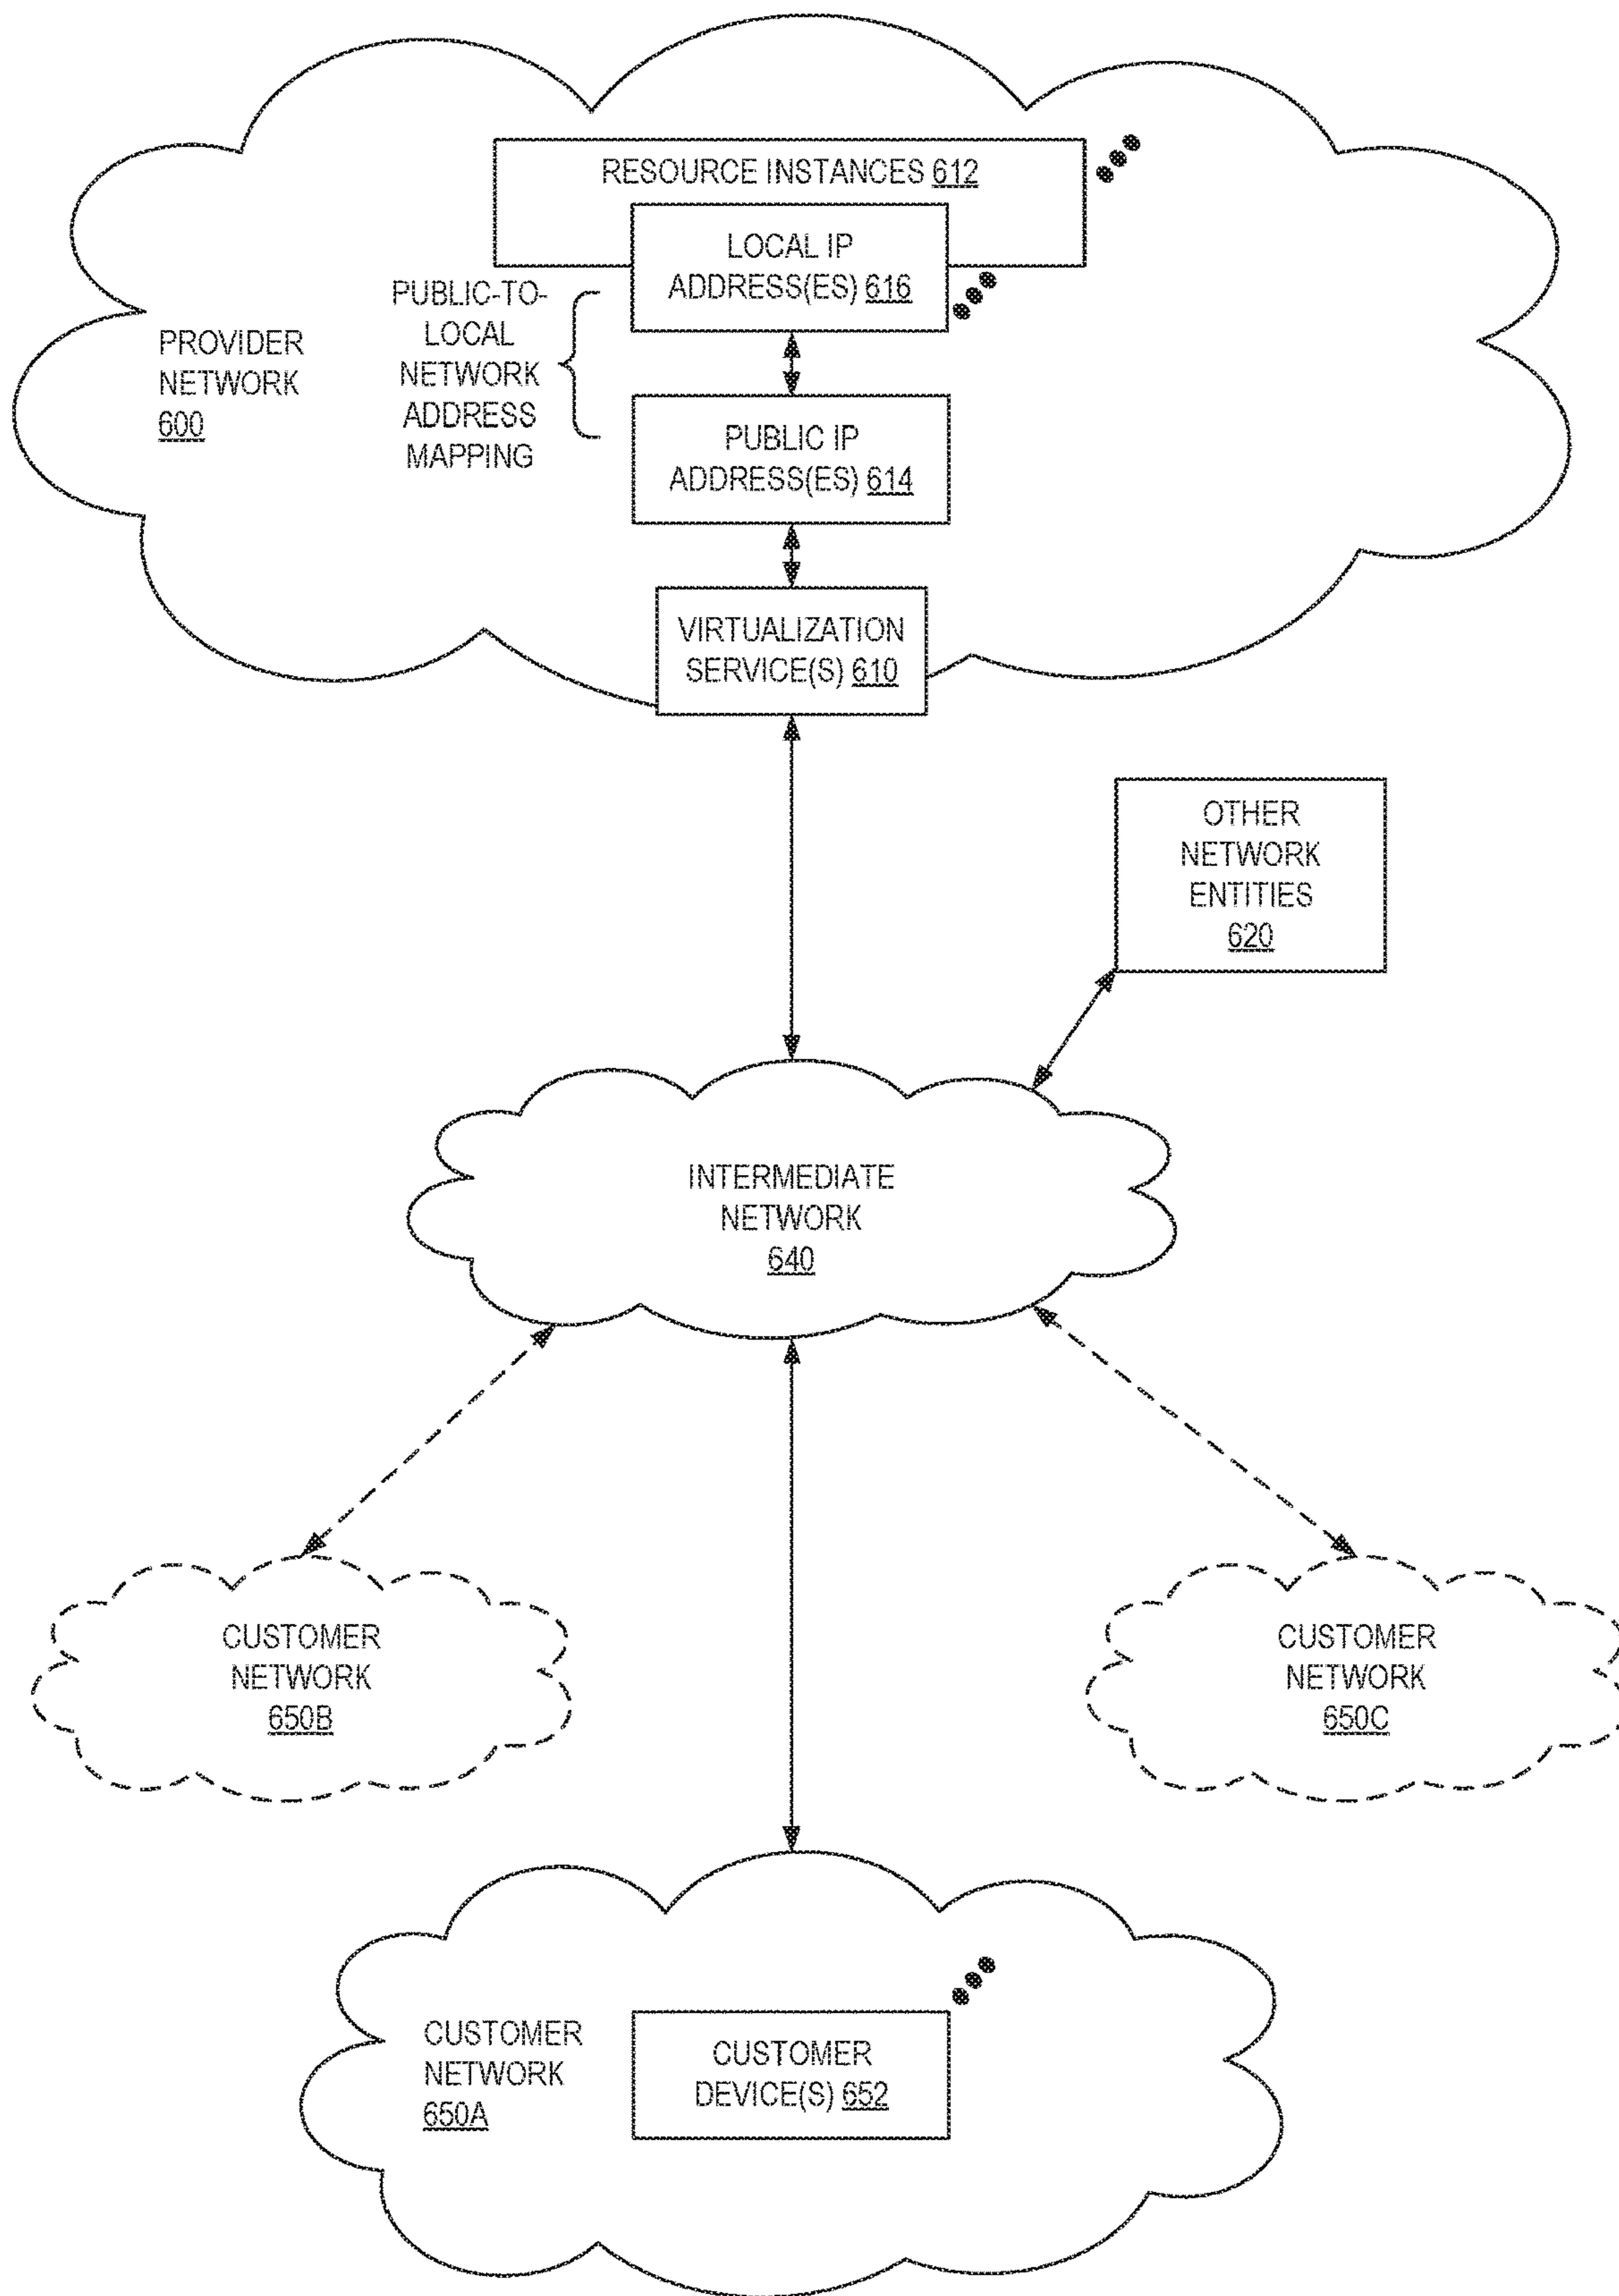 RESOURCE INSTANCES 612
LOCAL IP
ADDRESS(ES) 616
PUBLIC-TO-
LOCAL
NETWORK
ADDRESS
MAPPING
PROVIDER
NETWORK
600
PUBLIC IP
ADDRESS(ES) 614
VIRTUALIZATION
SERVICE(S) 610
OTHER
NETWORK
ENTITIES
620
INTERMEDIATE
NETWORK
640
CUSTOMER
NETWORK
650B
CUSTOMER
NETWORK
650C
CUSTOMER
NETWORK
650A
CUSTOMER
DEVICE(S) 652